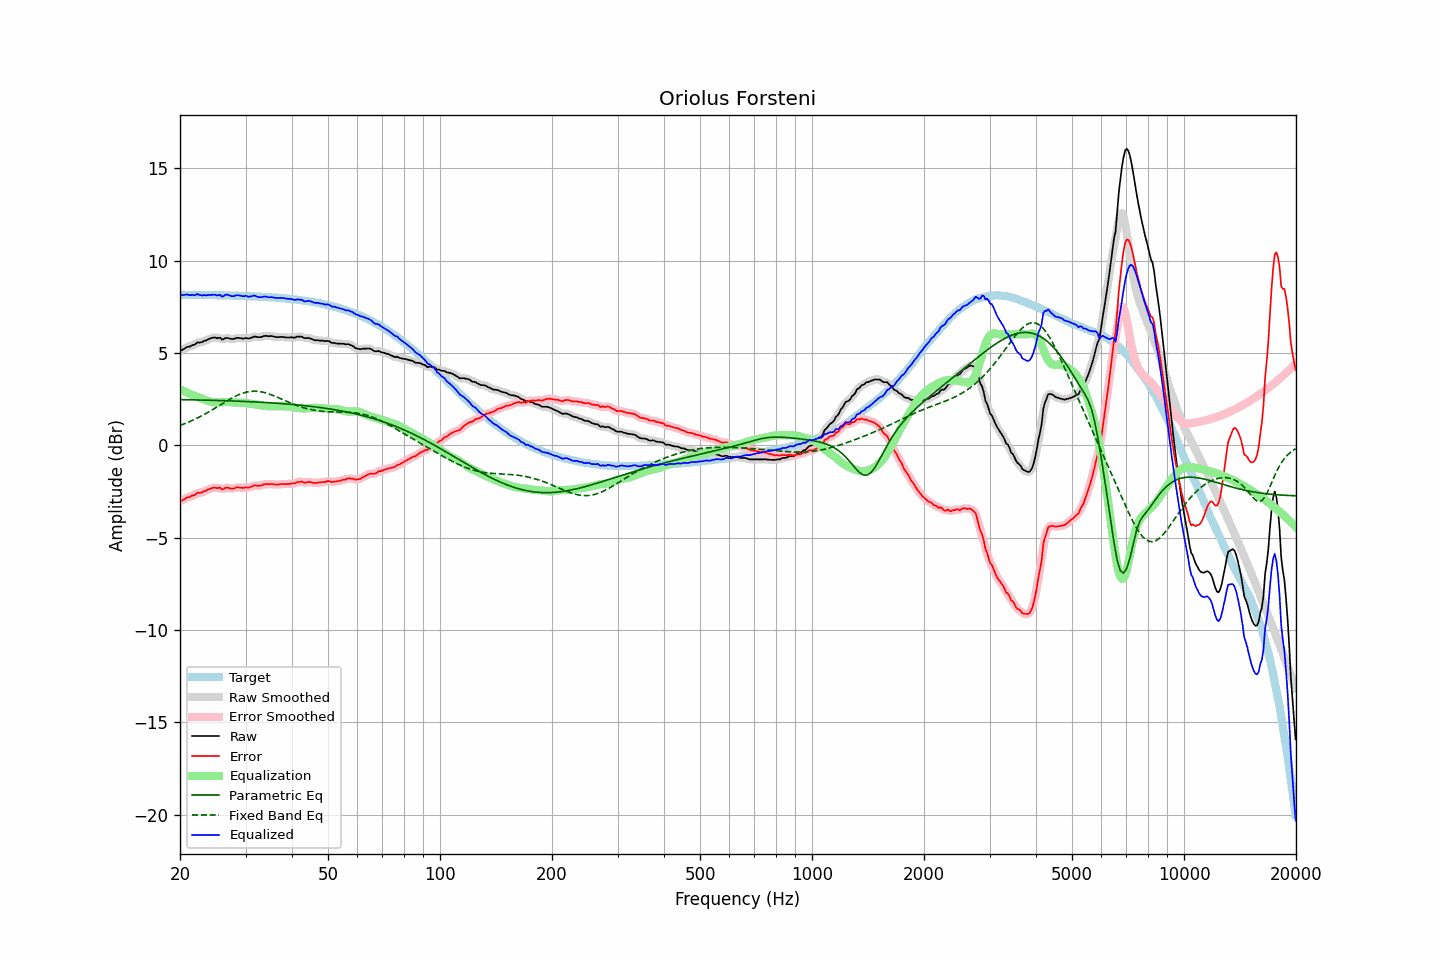 Oriolus Forsteni
Amplitude (dBr)
15
10
5
0
−5
−10
−15
−20
Target
Raw Smoothed
Error Smoothed
Raw
Error
Equalization
Parametric Eq
Fixed Band Eq
Equalized
20 50 100 200 500 1000 2000 5000 10000 20000
Frequency (Hz)